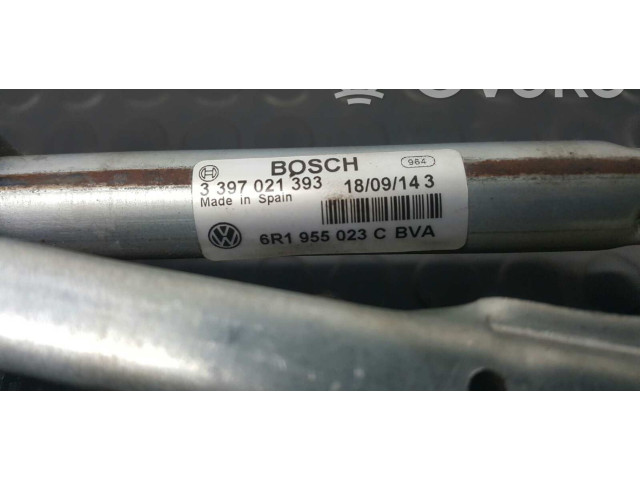 BOSCH 984
3 397 021 393 18/09/14 3
Made in Spain
6R1 955 023 C BVA